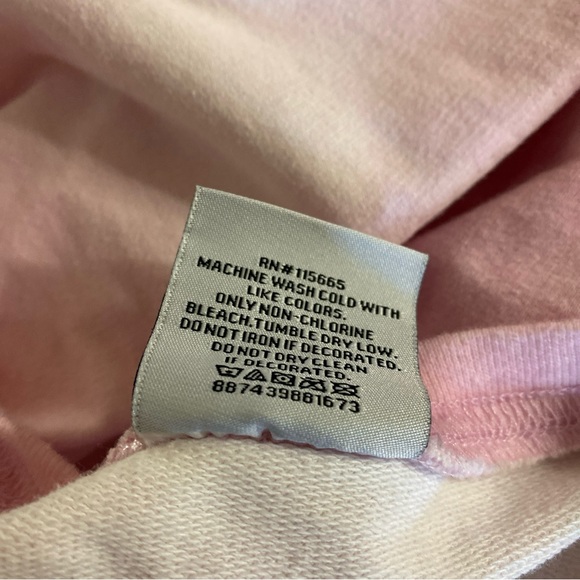 RN#115665
MACHINE WASH COLD WITH
LIKE COLORS.
ONLY NON-CHLORINE
BLEACH.TUMBLE DRY LOW.
DO NOT IRON IF DECORATED.
DO NOT DRY CLEAN
IF DECORATED.
887439881673